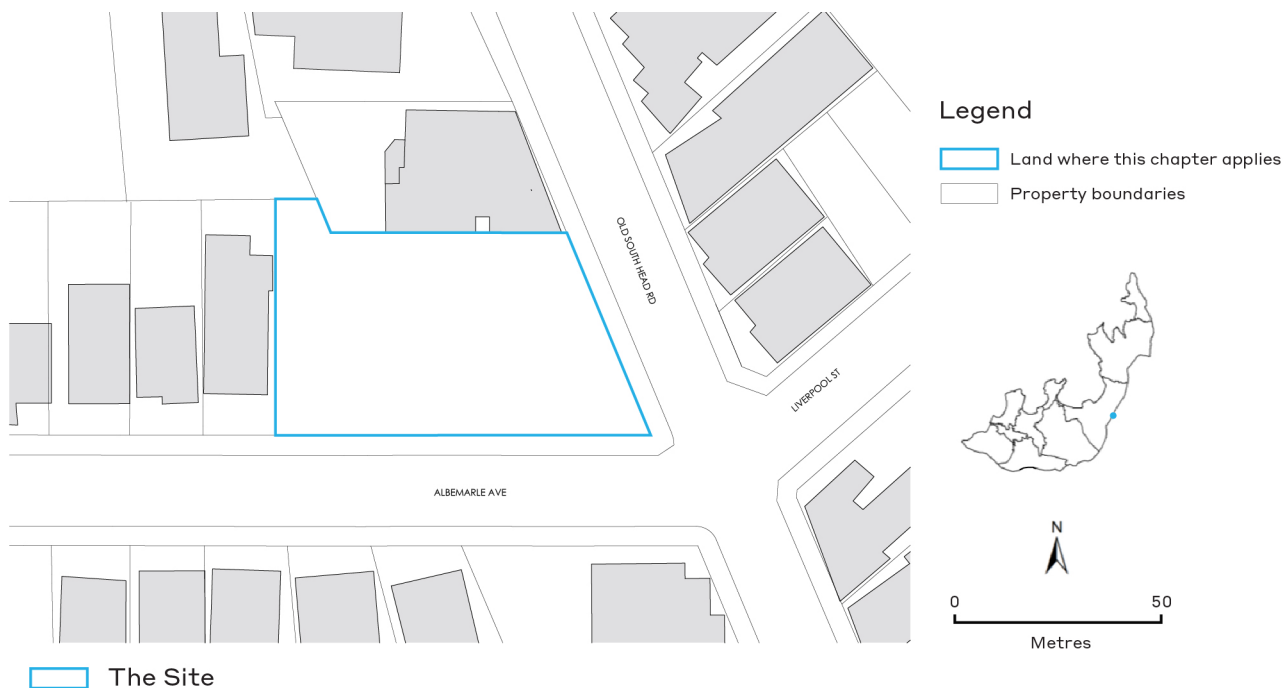 OLD SOUTH HEAD RD
LIVERPOOL ST
ALBEMARLE AVE
Legend
Land where this chapter applies
Property boundaries
N
0 50
Metres
The Site